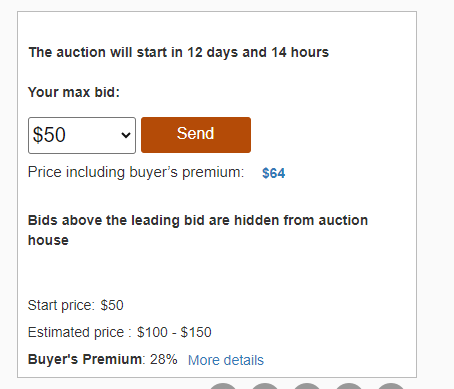 The auction will start in 12 days and 14 hours
Your max bid:
$50
Send
Price including buyer's premium: $64
Bids above the leading bid are hidden from auction
house
Start price: $50
Estimated price : $100 - $150
Buyer's Premium: 28% More details